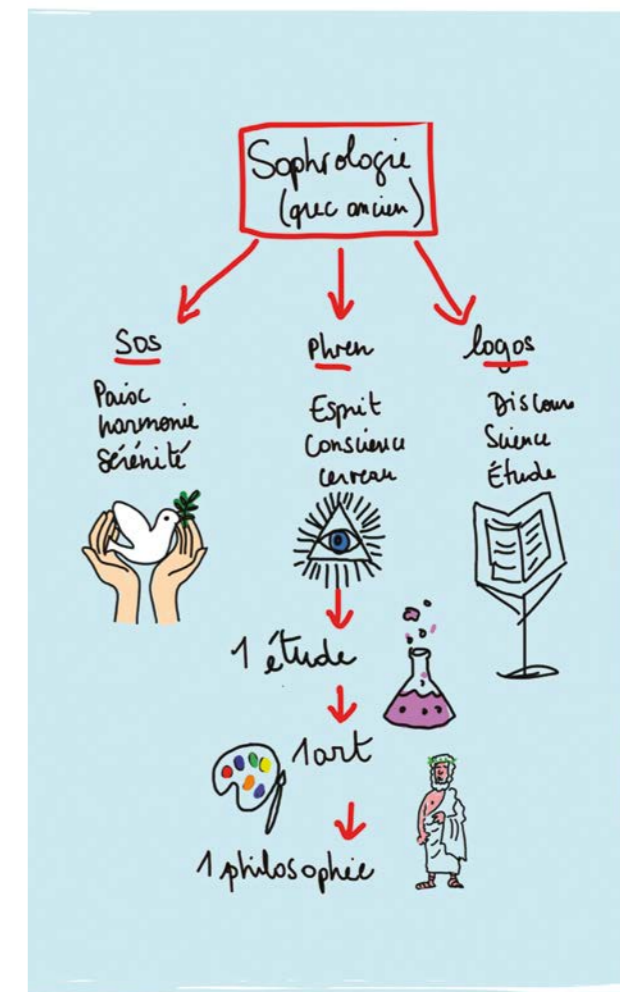 Sophrologie
(grec ancien)
Sos
Paix
harmonie
Sérénité
Phren
Esprit
Conscience
cerveau
logos
Discours
Science
Étude
1 étude
1 art
1 philosophie